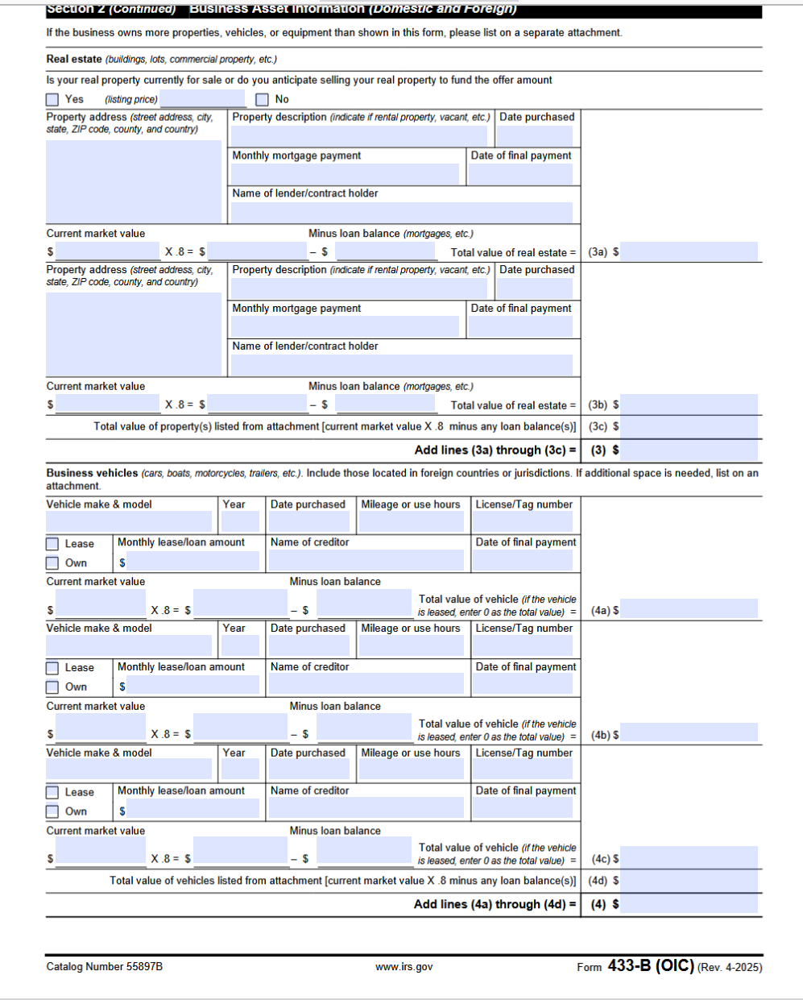 Section 2 (Continued) Business Asset Information (Domestic and Foreign)
If the business owns more properties, vehicles, or equipment than shown in this form, please list on a separate attachment.
Real estate (buildings, lots, commercial property, etc.)
Is your real property currently for sale or do you anticipate selling your real property to fund the offer amount
Yes (listing price) No
Property address (street address, city, state, ZIP code, county, and country)
Property description (indicate if rental property, vacant, etc.)
Date purchased
Monthly mortgage payment
Date of final payment
Name of lender/contract holder
Current market value
Minus loan balance (mortgages, etc.)
$ X .8 = $ – $ Total value of real estate = (3a) $
Property address (street address, city, state, ZIP code, county, and country)
Property description (indicate if rental property, vacant, etc.)
Date purchased
Monthly mortgage payment
Date of final payment
Name of lender/contract holder
Current market value
Minus loan balance (mortgages, etc.)
$ X .8 = $ – $ Total value of real estate = (3b) $
Total value of property(s) listed from attachment [current market value X .8 minus any loan balance(s)] (3c) $
Add lines (3a) through (3c) = (3) $
Business vehicles (cars, boats, motorcycles, trailers, etc.). Include those located in foreign countries or jurisdictions. If additional space is needed, list on an
attachment.
Vehicle make & model Year Date purchased Mileage or use hours License/Tag number
Lease Monthly lease/loan amount Name of creditor Date of final payment
Own $
Current market value Minus loan balance
$ X .8 = $ – $ Total value of vehicle (if the vehicle is leased, enter 0 as the total value) = (4a) $
Vehicle make & model Year Date purchased Mileage or use hours License/Tag number
Lease Monthly lease/loan amount Name of creditor Date of final payment
Own $
Current market value Minus loan balance
$ X .8 = $ – $ Total value of vehicle (if the vehicle is leased, enter 0 as the total value) = (4b) $
Vehicle make & model Year Date purchased Mileage or use hours License/Tag number
Lease Monthly lease/loan amount Name of creditor Date of final payment
Own $
Current market value Minus loan balance
$ X .8 = $ – $ Total value of vehicle (if the vehicle is leased, enter 0 as the total value) = (4c) $
Total value of vehicles listed from attachment [current market value X .8 minus any loan balance(s)] (4d) $
Add lines (4a) through (4d) = (4) $
Catalog Number 55897B www.irs.gov Form 433-B (OIC) (Rev. 4-2025)